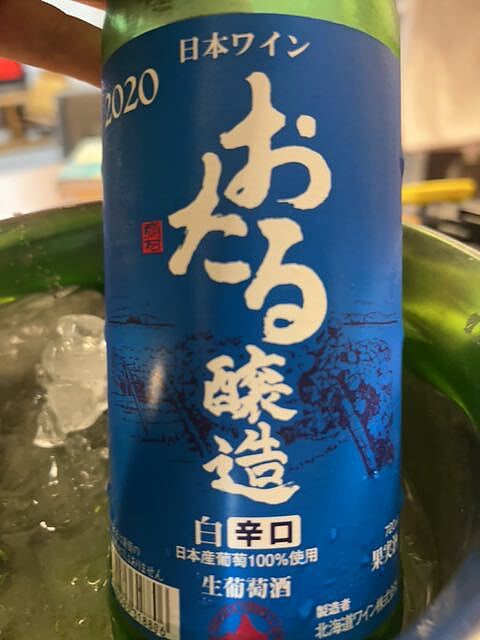 日本ワイン
2020
おたる
醸造
白 辛口
日本産葡萄100%使用
生葡萄酒
果実酒
製造者
北海道ワイン株式会社